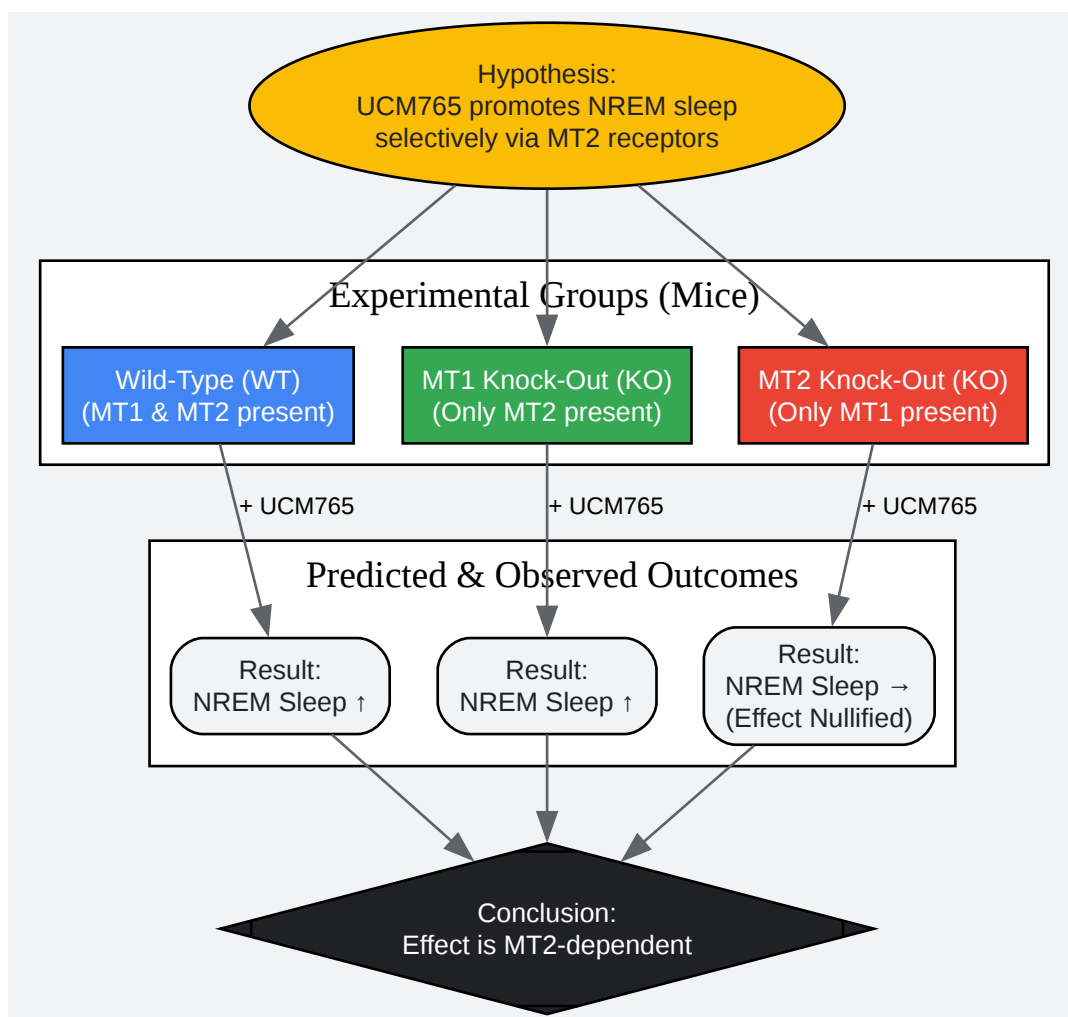 Hypothesis:
UCM765 promotes NREM sleep
selectively via MT2 receptors
Experimental Groups (Mice)
Wild-Type (WT)
(MT1 & MT2 present)
MT1 Knock-Out (KO)
(Only MT2 present)
MT2 Knock-Out (KO)
(Only MT1 present)
+ UCM765
+ UCM765
+ UCM765
Predicted & Observed Outcomes
Result:
NREM Sleep ↑
Result:
NREM Sleep ↑
Result:
NREM Sleep →
(Effect Nullified)
Conclusion:
Effect is MT2-dependent